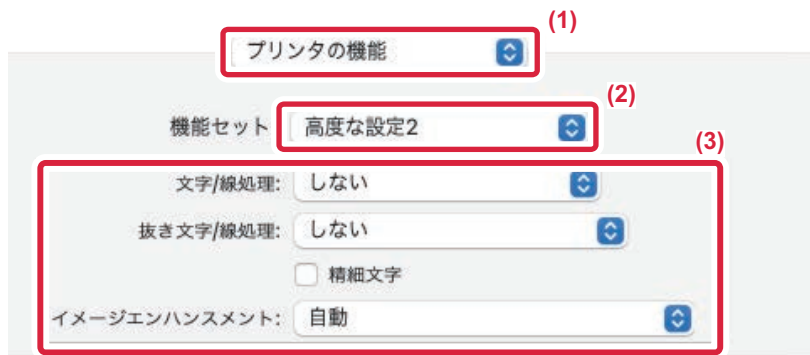 (1)
プリンタの機能
(2)
機能セット 高度な設定2
(3)
文字/線処理: しない
抜き文字/線処理: しない
精細文字
イメージエンハンスメント: 自動